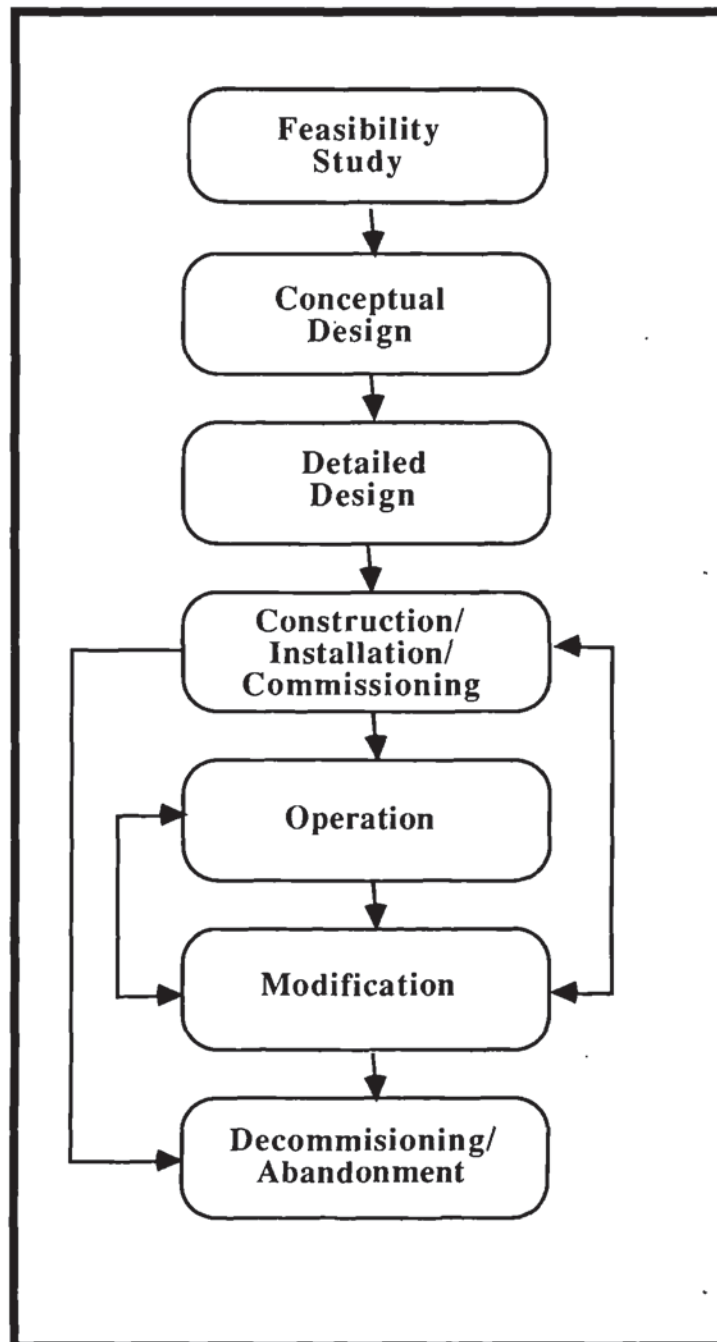 Feasibility
Study
Conceptual
Design
Detailed
Design
Construction/
Installation/
Commissioning
Operation
Modification
Decommisioning/
Abandonment